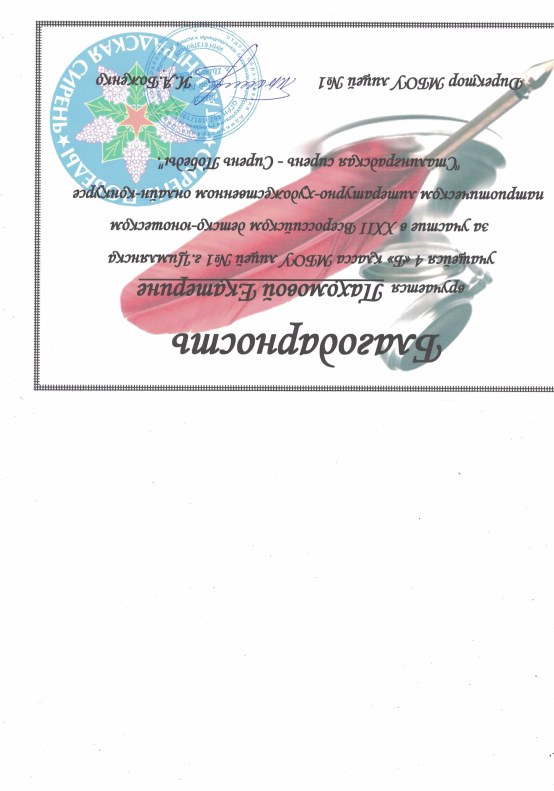 Благодарность
вручается Пахомовой Екатерине
учащейся 4 «Б» класса МБОУ лицей №1 г.Цимлянска
за участие в XXII Всероссийском детско-юношеском
патриотическом литературно-художественном онлайн-конкурсе
"Сталинградская сирень - Сирень Победы".
Директор МБОУ лицей №1 И.Я.Боженко
СИРЕНЬ